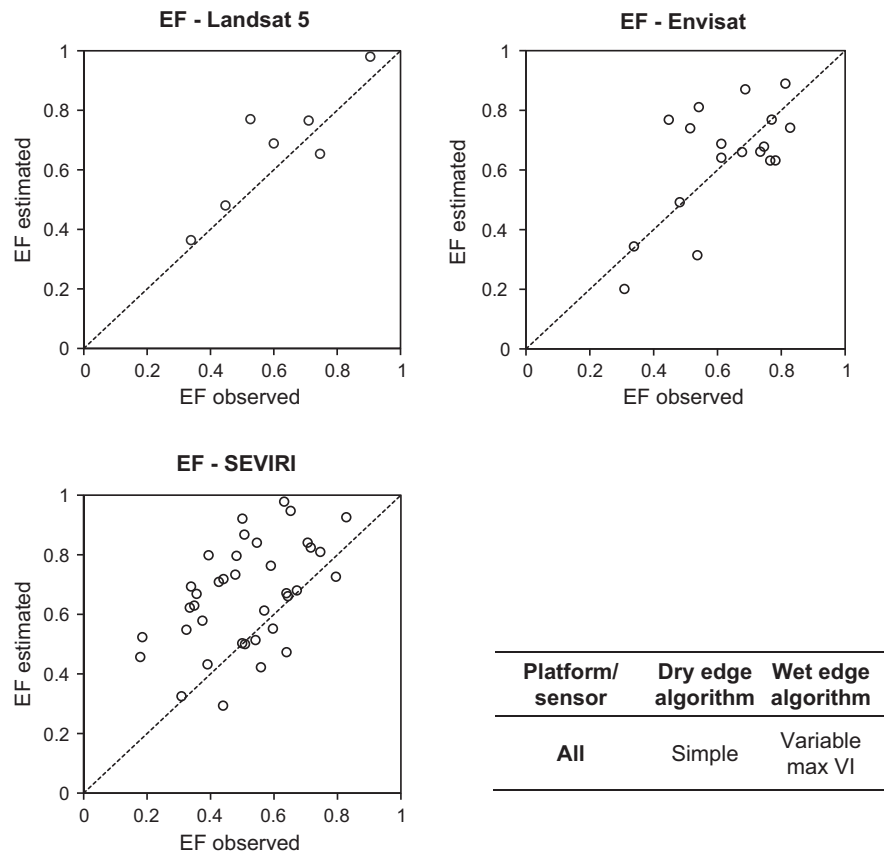 EF - Landsat 5
1
0.8
0.6
0.4
0.2
0
EF estimated
0 0.2 0.4 0.6 0.8 1
EF observed
EF - Envisat
1
0.8
0.6
0.4
0.2
0
EF estimated
0 0.2 0.4 0.6 0.8 1
EF observed
EF - SEVIRI
1
0.8
0.6
0.4
0.2
0
EF estimated
0 0.2 0.4 0.6 0.8 1
EF observed
Platform/ Dry edge Wet edge
sensor algorithm algorithm
All Simple Variable
max VI